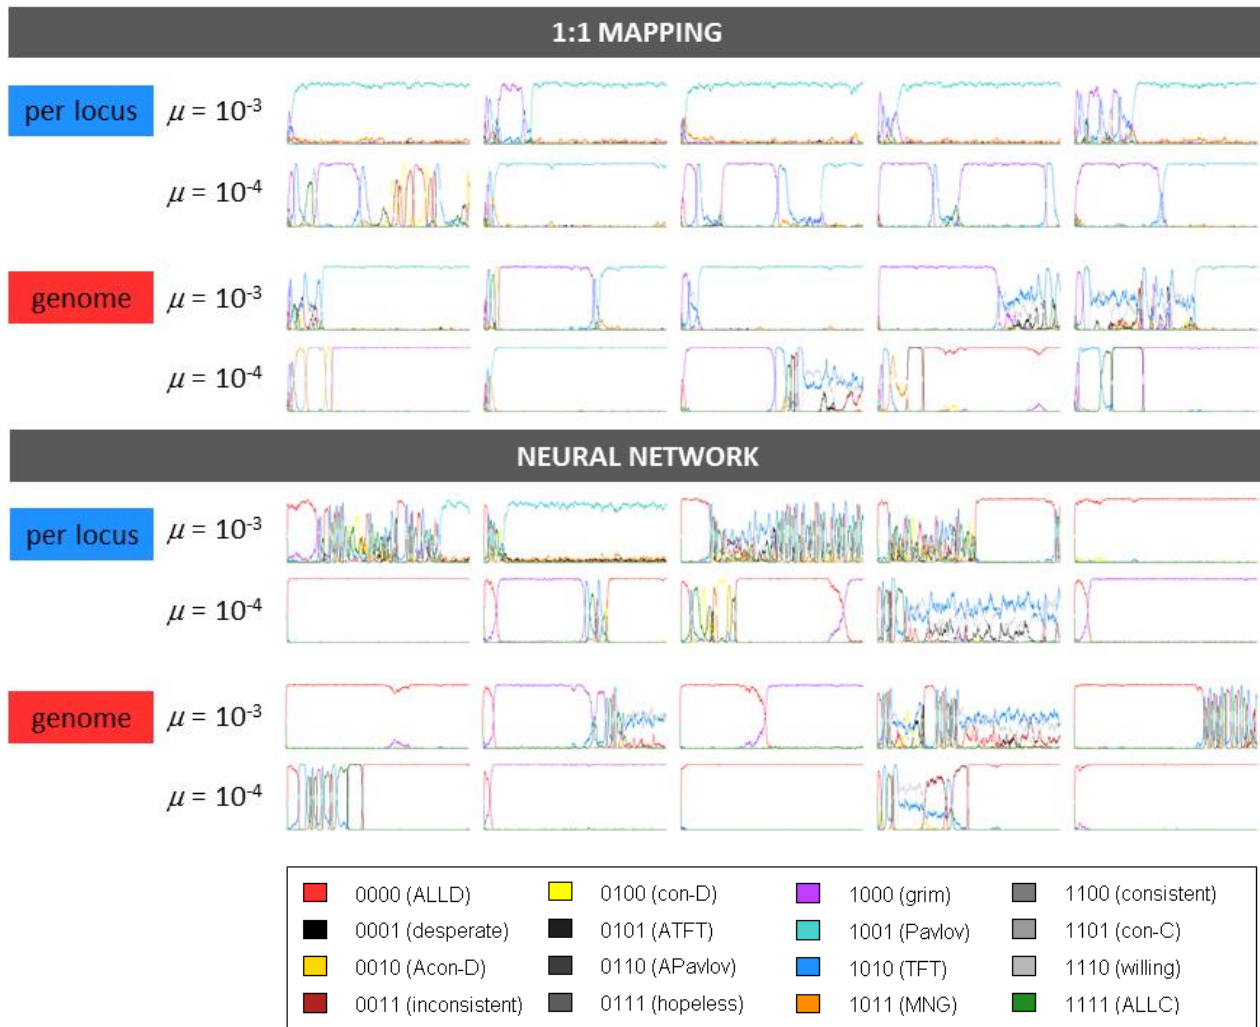 1:1 MAPPING
per locus μ = 10-3
μ = 10-4
genome μ = 10-3
μ = 10-4
NEURAL NETWORK
per locus μ = 10-3
μ = 10-4
genome μ = 10-3
μ = 10-4
0000 (ALLD) 0100 (con-D) 1000 (grim) 1100 (consistent)
0001 (desperate) 0101 (ATFT) 1001 (Pavlov) 1101 (con-C)
0010 (Acon-D) 0110 (APavlov) 1010 (TFT) 1110 (willing)
0011 (inconsistent) 0111 (hopeless) 1011 (MNG) 1111 (ALLC)